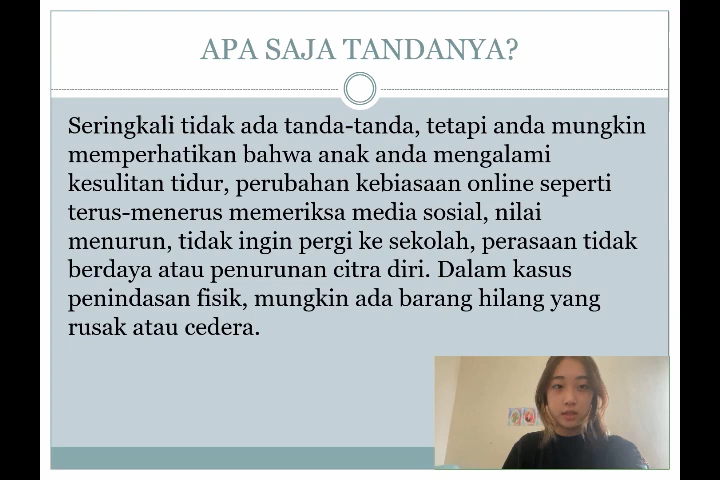 APA SAJA TANDANYA?
Seringkali tidak ada tanda-tanda, tetapi anda mungkin
memperhatikan bahwa anak anda mengalami
kesulitan tidur, perubahan kebiasaan online seperti
terus-menerus memeriksa media sosial, nilai
menurun, tidak ingin pergi ke sekolah, perasaan tidak
berdaya atau penurunan citra diri. Dalam kasus
penindasan fisik, mungkin ada barang hilang yang
rusak atau cedera.